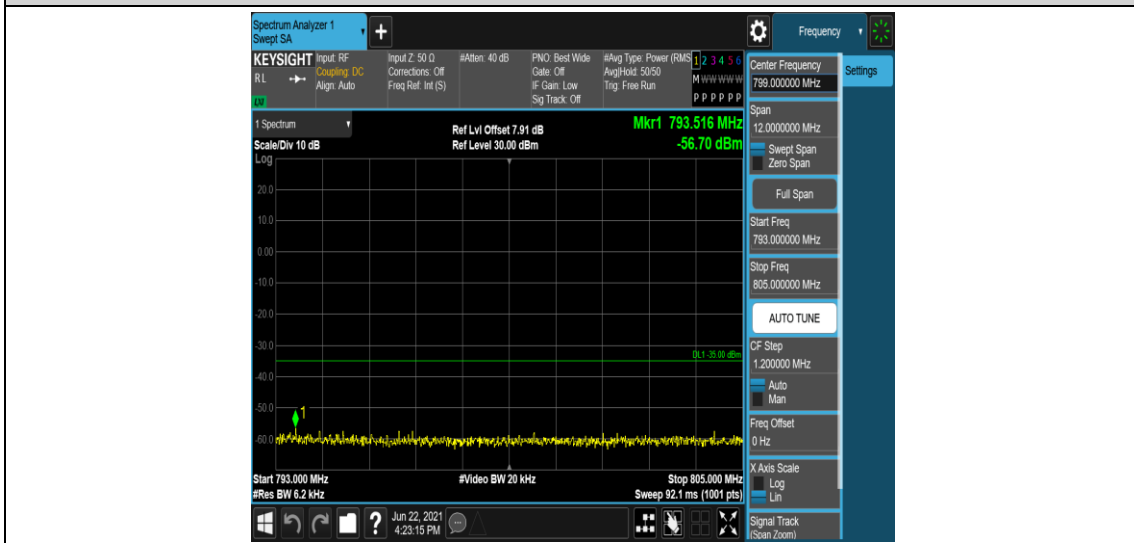 Spectrum Analyzer 1
Swept SA
+
Frequency
KEYSIGHT
RL
Input: RF
Coupling: DC
Align: Auto
Input Z: 50 Ω
Corrections: Off
Freq Ref: Int (S)
#Atten: 40 dB
PNO: Best Wide
Gate: Off
IF Gain: Low
Sig Track: Off
#Avg Type: Power (RMS
Avg|Hold: 50/50
Trig: Free Run
1 2 3 4 5 6
M W W W W W
P P P P P P
1 Spectrum
Scale/Div 10 dB
Ref Lvl Offset 7.91 dB
Ref Level 30.00 dBm
Mkr1 793.516 MHz
-56.70 dBm
Log
20.0
10.0
0.00
-10.0
-20.0
-30.0
-40.0
-50.0
-60.0
DL1 -35.00 dBm
1
Start 793.000 MHz
#Res BW 6.2 kHz
#Video BW 20 kHz
Stop 805.000 MHz
Sweep 92.1 ms (1001 pts)
?
Jun 22, 2021
4:23:15 PM
Center Frequency
799.000000 MHz
Settings
Span
12.0000000 MHz
Swept Span
Zero Span
Full Span
Start Freq
793.000000 MHz
Stop Freq
805.000000 MHz
AUTO TUNE
CF Step
1.200000 MHz
Auto
Man
Freq Offset
0 Hz
X Axis Scale
Log
Lin
Signal Track
(Span Zoom)